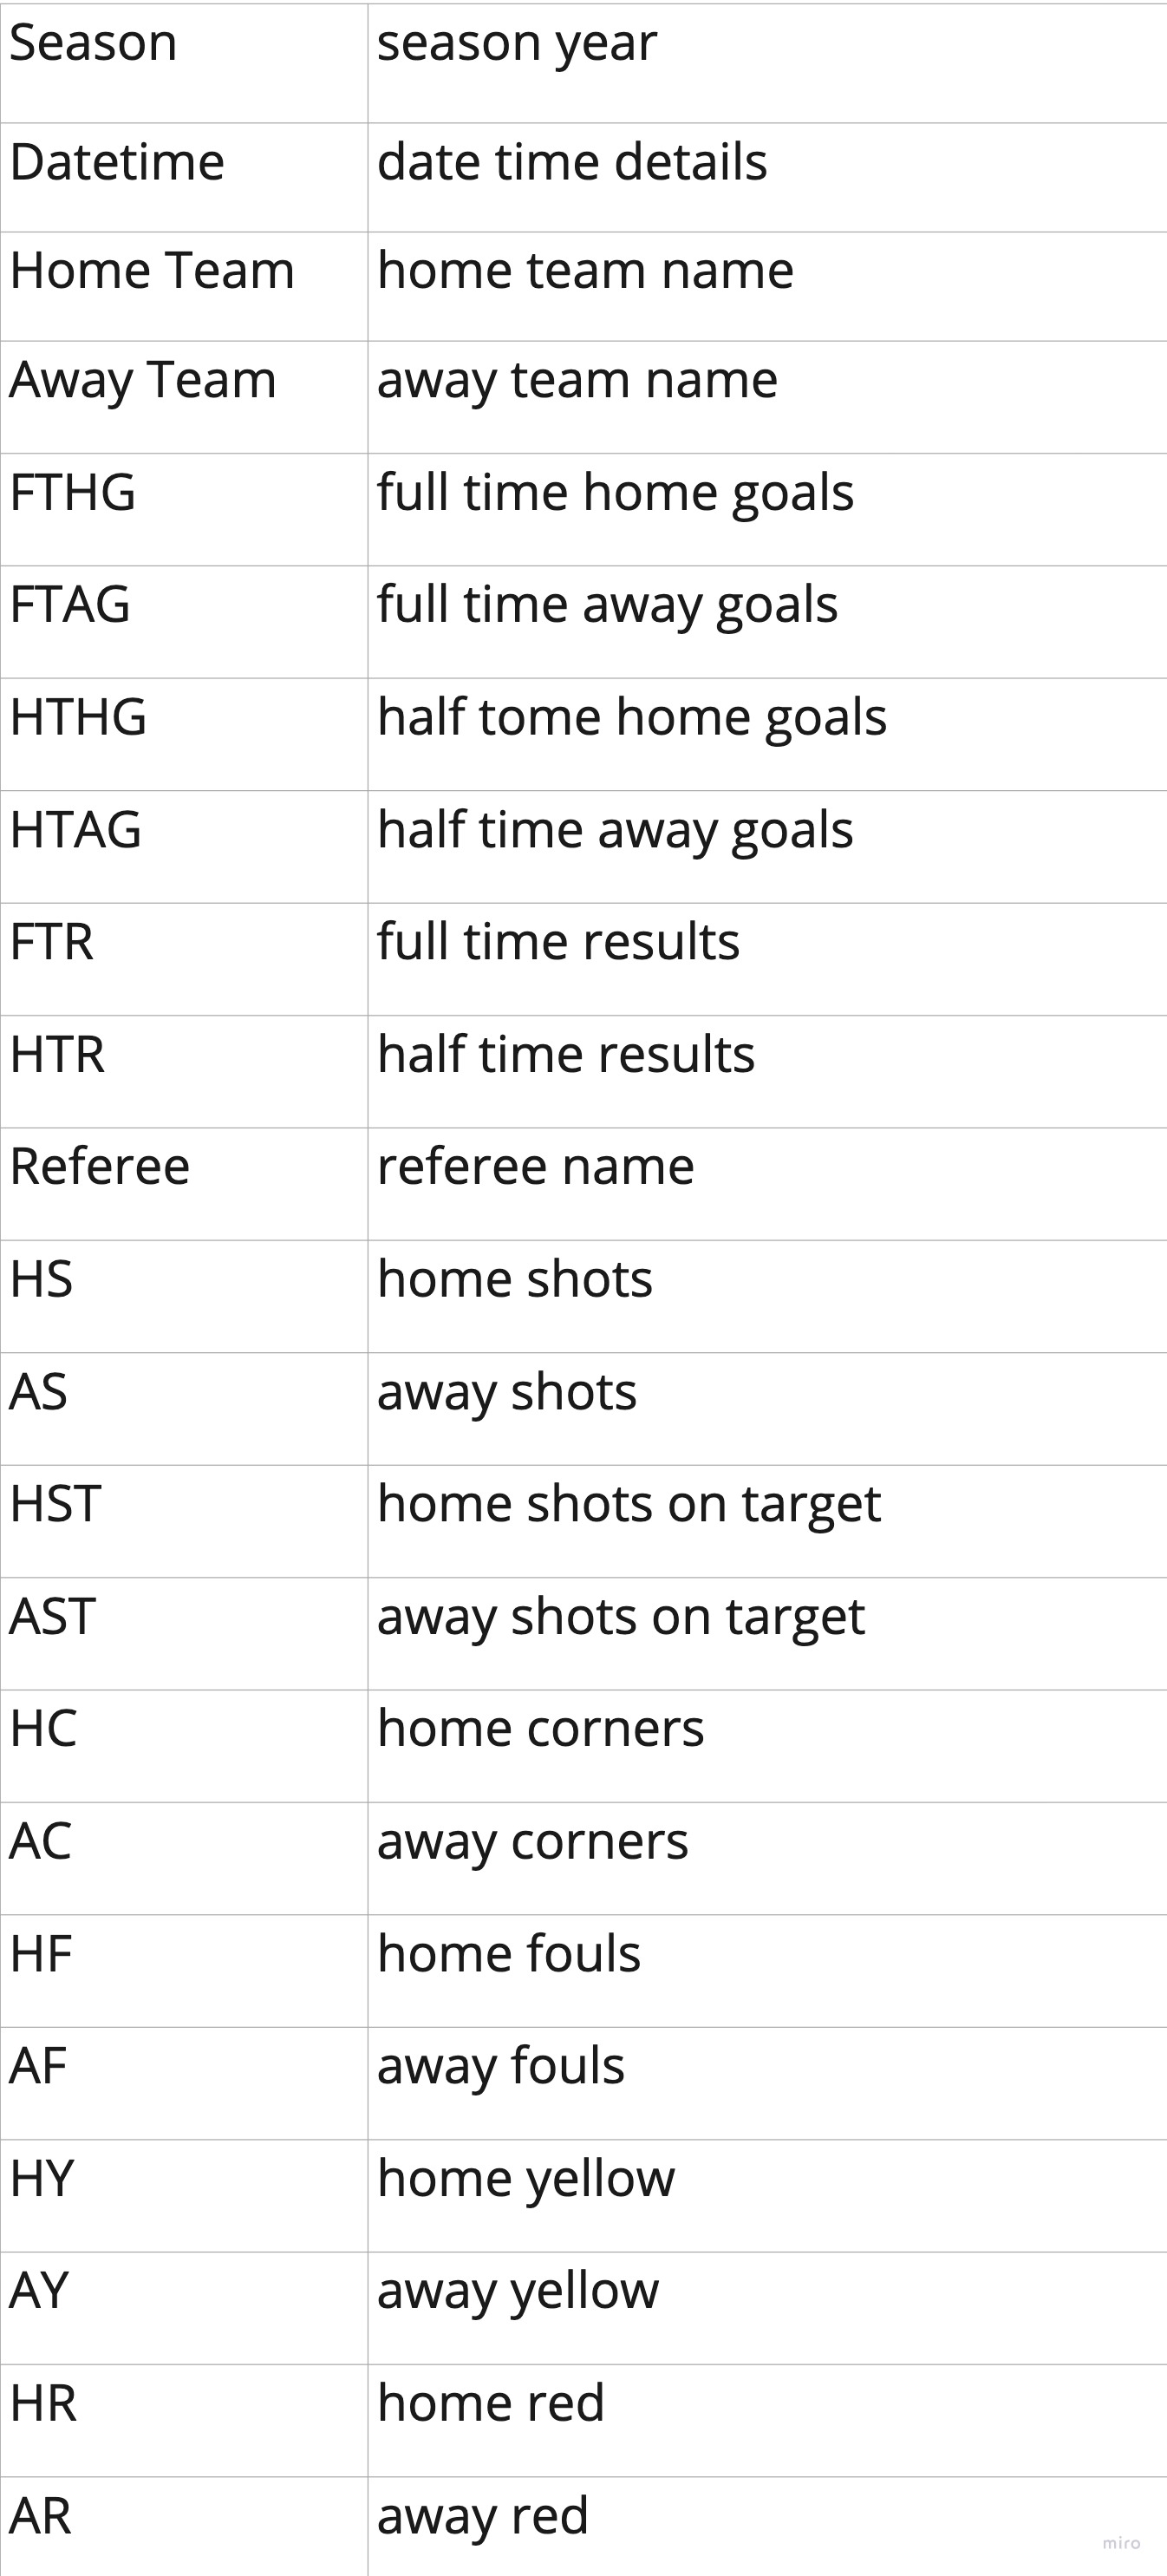 Season season year
Datetime date time details
Home Team home team name
Away Team away team name
FTHG full time home goals
FTAG full time away goals
HTHG half tome home goals
HTAG half time away goals
FTR full time results
HTR half time results
Referee referee name
HS home shots
AS away shots
HST home shots on target
AST away shots on target
HC home corners
AC away corners
HF home fouls
AF away fouls
HY home yellow
AY away yellow
HR home red
AR away red
miro